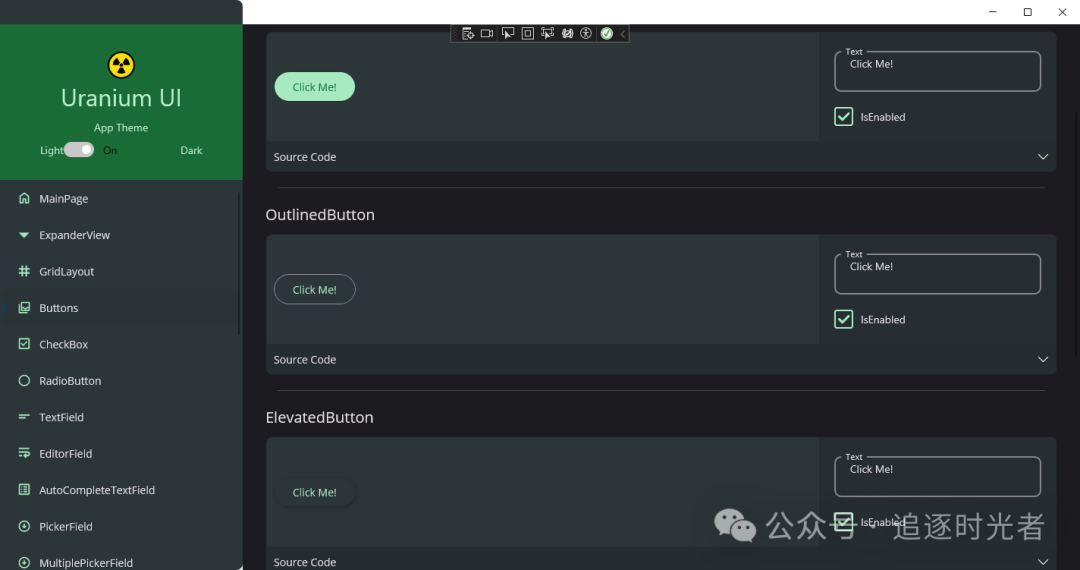 Uranium UI
App Theme
Light On Dark
MainPage
ExpanderView
GridLayout
Buttons
CheckBox
RadioButton
TextField
EditorField
AutoCompleteTextField
PickerField
MultiplePickerField
Click Me!
Text
Click Me!
IsEnabled
Source Code
OutlinedButton
Click Me!
Text
Click Me!
IsEnabled
Source Code
ElevatedButton
Click Me!
Text
Click Me!
IsEnabled
Source Code
公众号 · 追逐时光者